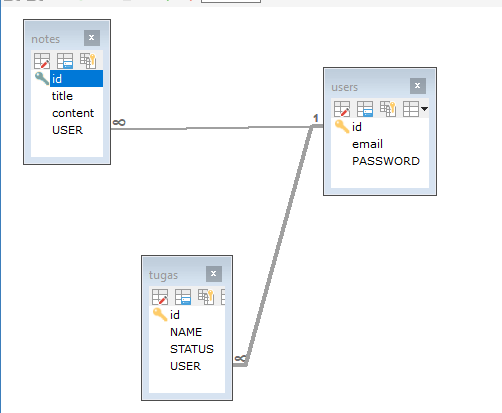 notes
id
title
content
USER
∞
1
users
id
email
PASSWORD
tugas
id
NAME
STATUS
USER
∞